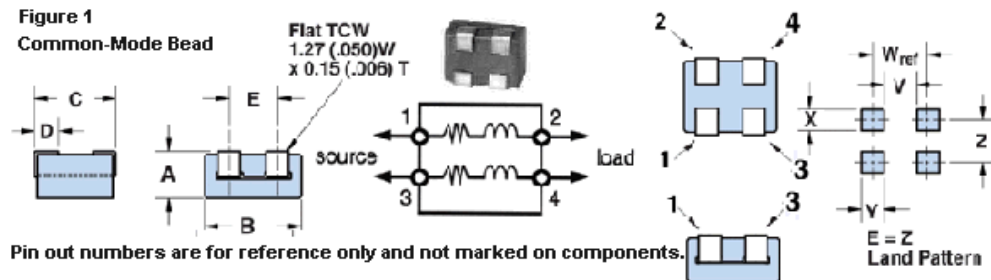 Figure 1
Common-Mode Bead
Flat TCW
1.27 (.050)W
x 0.15 (.006) T
C
D
A
E
B
source
1
2
3
4
load
2
4
1
3
1
3
Wref
V
X
Z
Y
E = Z
Land Pattern
Pin out numbers are for reference only and not marked on components.